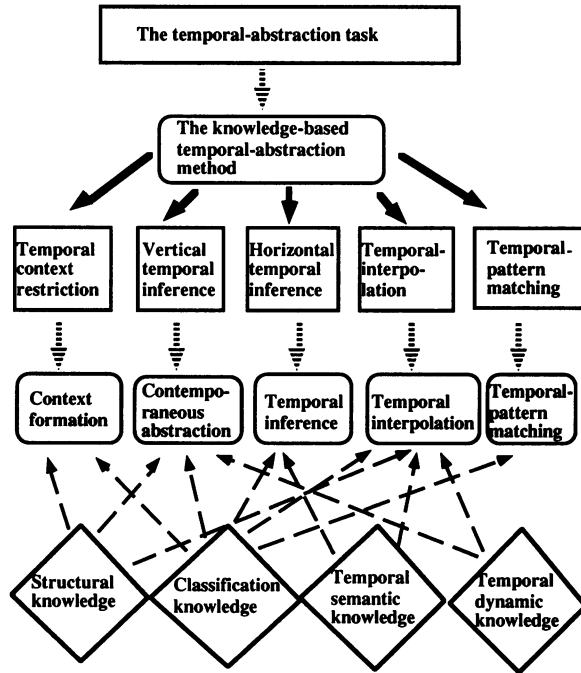 The temporal-abstraction task
The knowledge-based
temporal-abstraction
method
Temporal
context
restriction
Vertical
temporal
inference
Horizontal
temporal
inference
Temporal-
interpo-
lation
Temporal-
pattern
matching
Context
formation
Contempo-
raneous
abstraction
Temporal
inference
Temporal
interpolation
Temporal-
pattern
matching
Structural
knowledge
Classification
knowledge
Temporal
semantic
knowledge
Temporal
dynamic
knowledge